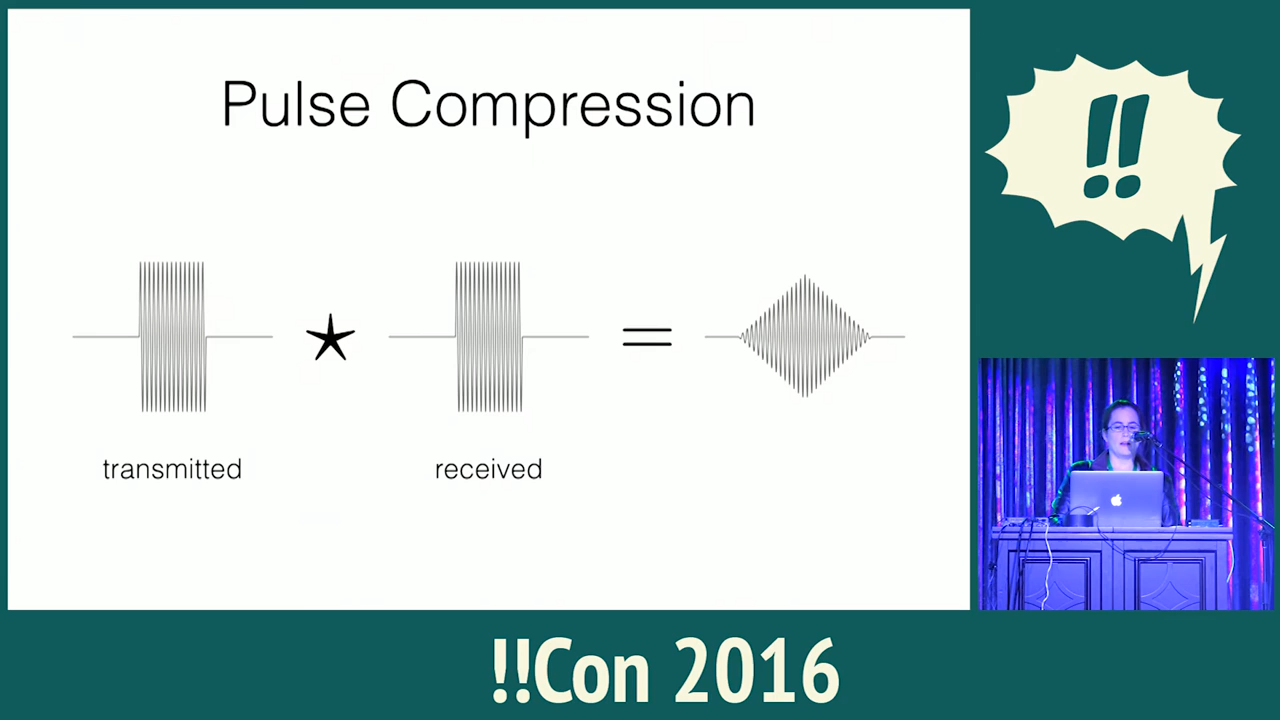 Pulse Compression
transmitted
received
!!
!!Con 2016